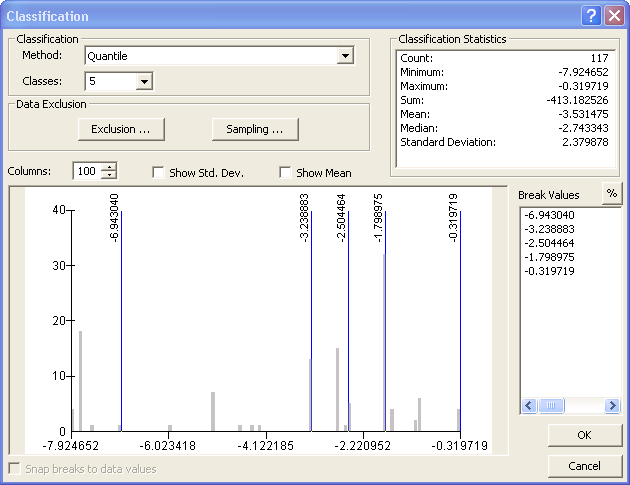 Classification
Classification
Method: Quantile
Classes: 5
Data Exclusion
Exclusion ... Sampling ...
Classification Statistics
Count: 117
Minimum: -7.924652
Maximum: -0.319719
Sum: -413.182526
Mean: -3.531475
Median: -2.743343
Standard Deviation: 2.379878
Columns: 100 Show Std. Dev. Show Mean
Break Values %
-6.943040
-3.238883
-2.504464
-1.798975
-0.319719
-6.943040 -3.238883 -2.504464 -1.798975 -0.319719
40
30
20
10
0
-7.924652 -6.023418 -4.122185 -2.220952 -0.319719
Snap breaks to data values
OK
Cancel